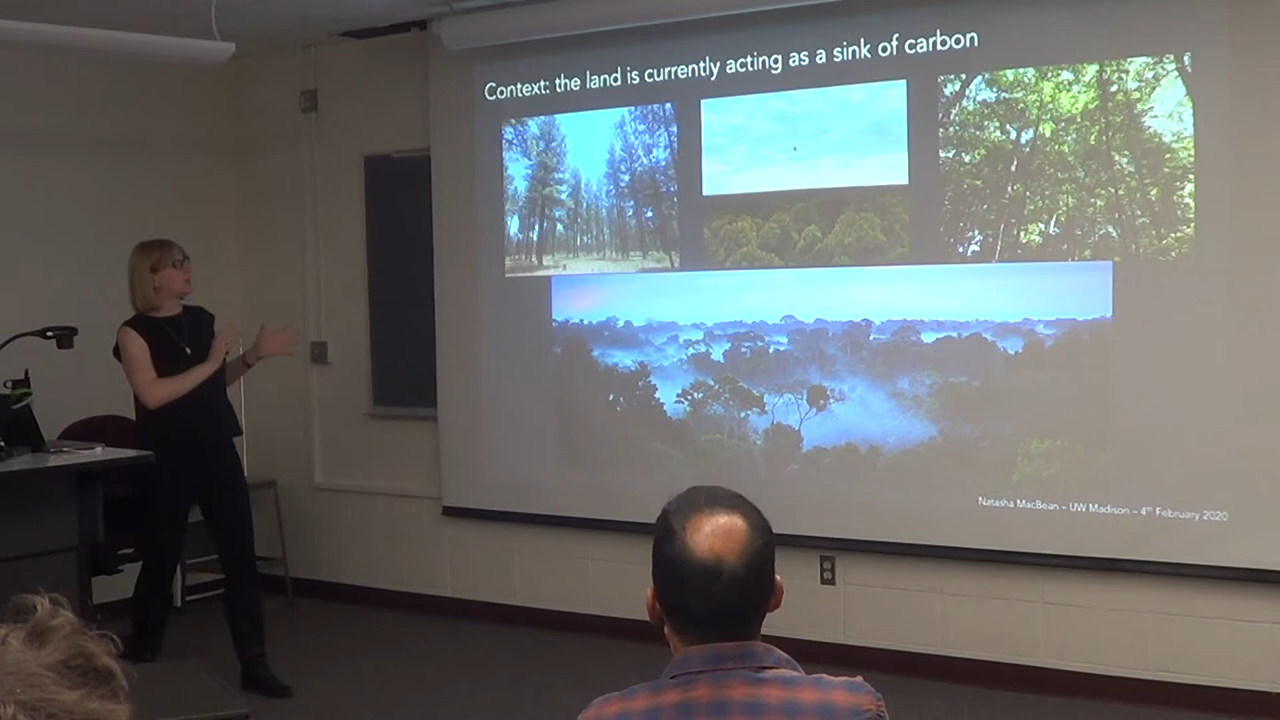 Context: the land is currently acting as a sink of carbon
Natasha MacBean – UW Madison – 4th February 2020